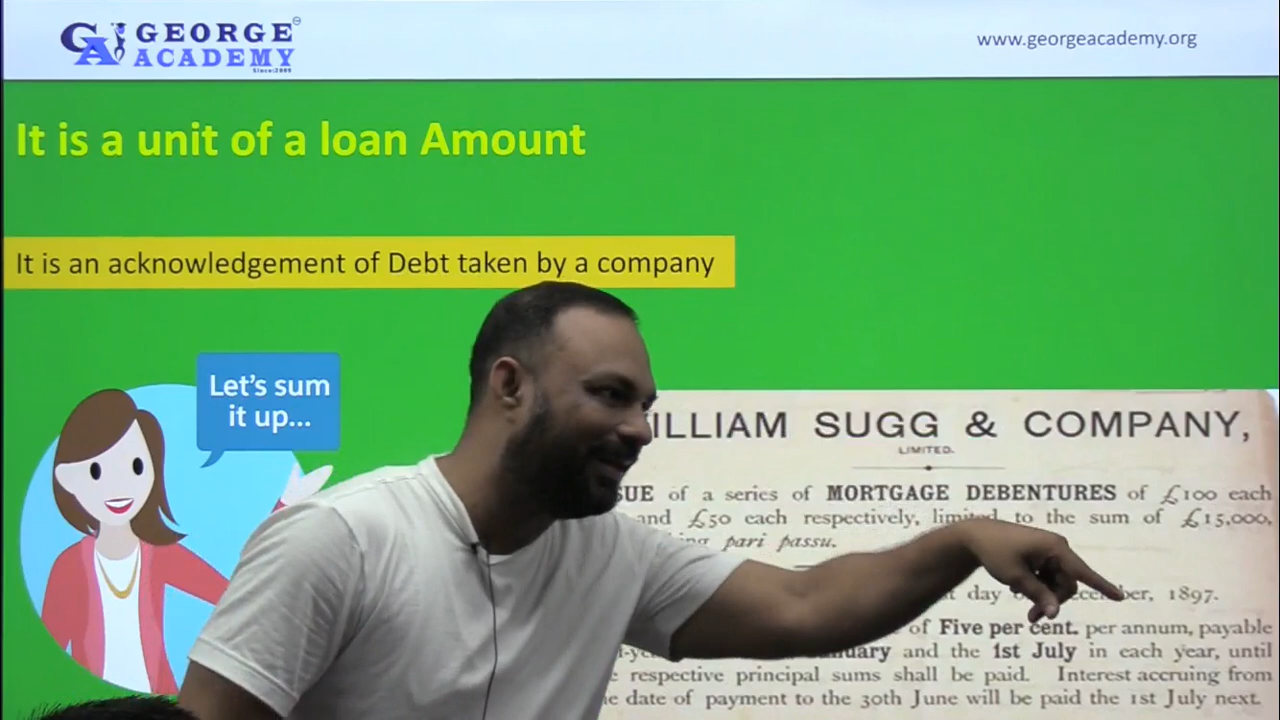 GEORGE
ACADEMY
Since:2009
www.georgeacademy.org
It is a unit of a loan Amount
It is an acknowledgement of Debt taken by a company
Let's sum
it up...
ILLIAM SUGG & COMPANY,
LIMITED.
SUE of a series of MORTGAGE DEBENTURES of £100 each
and £50 each respectively, limited to the sum of £15,000,
pari passu.
day of December, 1897.
of Five per cent. per annum, payable
and the 1st July in each year, until
respective principal sums shall be paid. Interest accruing from
date of payment to the 30th June will be paid the 1st July next.